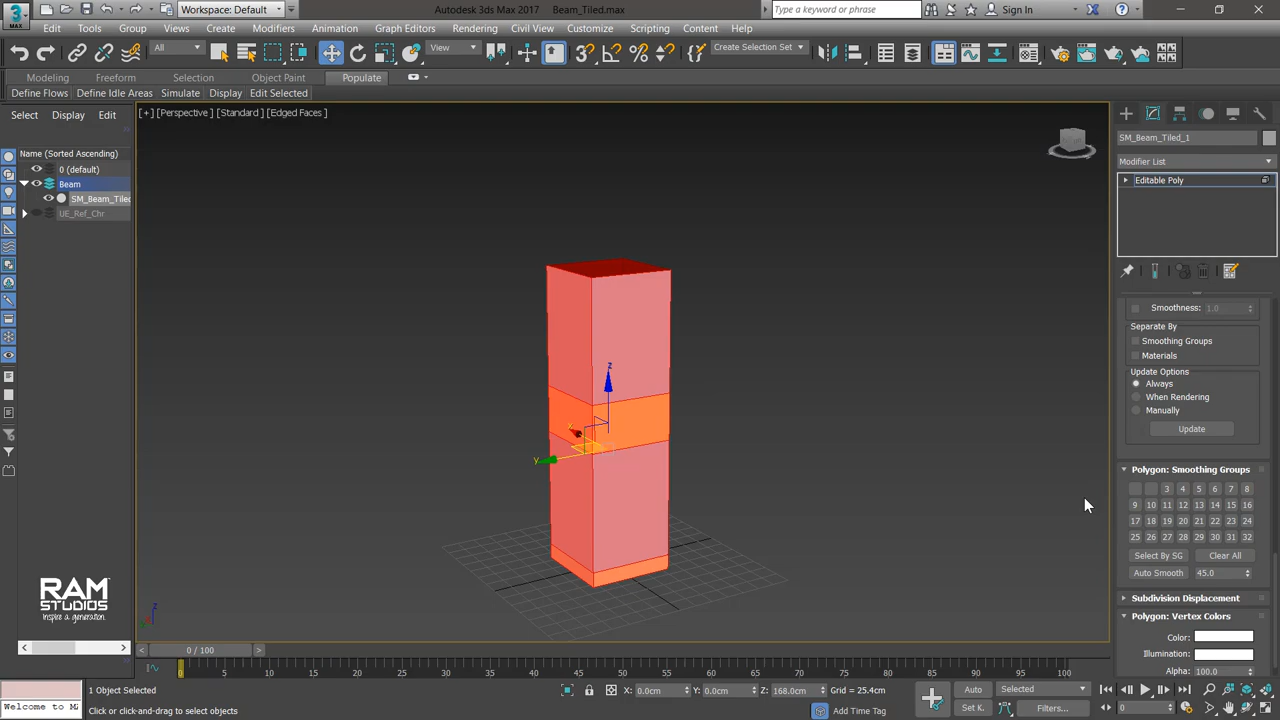 MAX
Workspace: Default
Autodesk 3ds Max 2017
Beam_Tiled.max
Type a keyword or phrase
Sign In
Edit
Tools
Group
Views
Create
Modifiers
Animation
Graph Editors
Rendering
Civil View
Customize
Scripting
Content
Help
All
View
Create Selection Set
Modeling
Freeform
Selection
Object Paint
Populate
Define Flows
Define Idle Areas
Simulate
Display
Edit Selected
Select
Display
Edit
[+] [Perspective ] [Standard ] [Edged Faces ]
SM_Beam_Tiled_1
Name (Sorted Ascending)
0 (default)
Beam
SM_Beam_Tiled
UE_Ref_Chr
Modifier List
Editable Poly
Smoothness: 1.0
Separate By
Smoothing Groups
Materials
Update Options
Always
When Rendering
Manually
Update
Polygon: Smoothing Groups
3 4 5 6 7 8
9 10 11 12 13 14 15 16
17 18 19 20 21 22 23 24
25 26 27 28 29 30 31 32
Select By SG
Clear All
Auto Smooth
45.0
Subdivision Displacement
Polygon: Vertex Colors
Color:
Illumination:
Alpha: 100.0
z
x
y
RAM
STUDIOS
Inspire a generation
z
0 / 100
0 5 10 15 20 25 30 35 40 45 50 55 60 65 70 75 80 85 90 95 100
1 Object Selected
X: 0.0cm
Y: 0.0cm
Z: 168.0cm
Grid = 25.4cm
Auto
Selected
Welcome to M
Click or click-and-drag to select objects
Add Time Tag
Set K.
Filters...
0